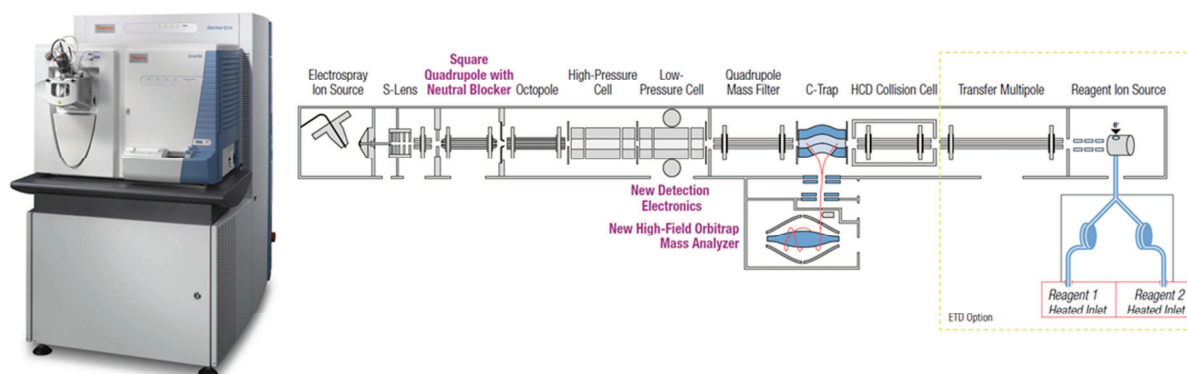 Electrospray
Ion Source
S-Lens
Square
Quadrupole with
Neutral Blocker
Octopole
High-Pressure
Cell
Low-
Pressure Cell
Quadrupole
Mass Filter
C-Trap
HCD Collision Cell
Transfer Multipole
Reagent Ion Source
e-
New Detection
Electronics
New High-Field Orbitrap
Mass Analyzer
Reagent 1
Heated Inlet
Reagent 2
Heated Inlet
ETD Option